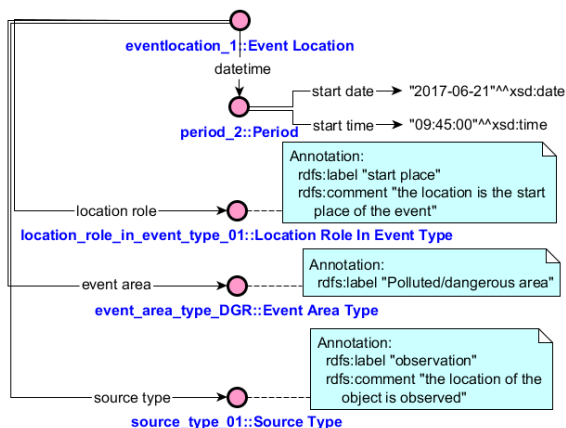 eventlocation_1::Event Location
datetime
start date
"2017-06-21"^^xsd:date
period_2::Period
start time
"09:45:00"^^xsd:time
Annotation:
rdfs:label "start place"
rdfs:comment "the location is the start
place of the event"
location role
location_role_in_event_type_01::Location Role In Event Type
Annotation:
rdfs:label "Polluted/dangerous area"
event area
event_area_type_DGR::Event Area Type
Annotation:
rdfs:label "observation"
rdfs:comment "the location of the
object is observed"
source type
source_type_01::Source Type